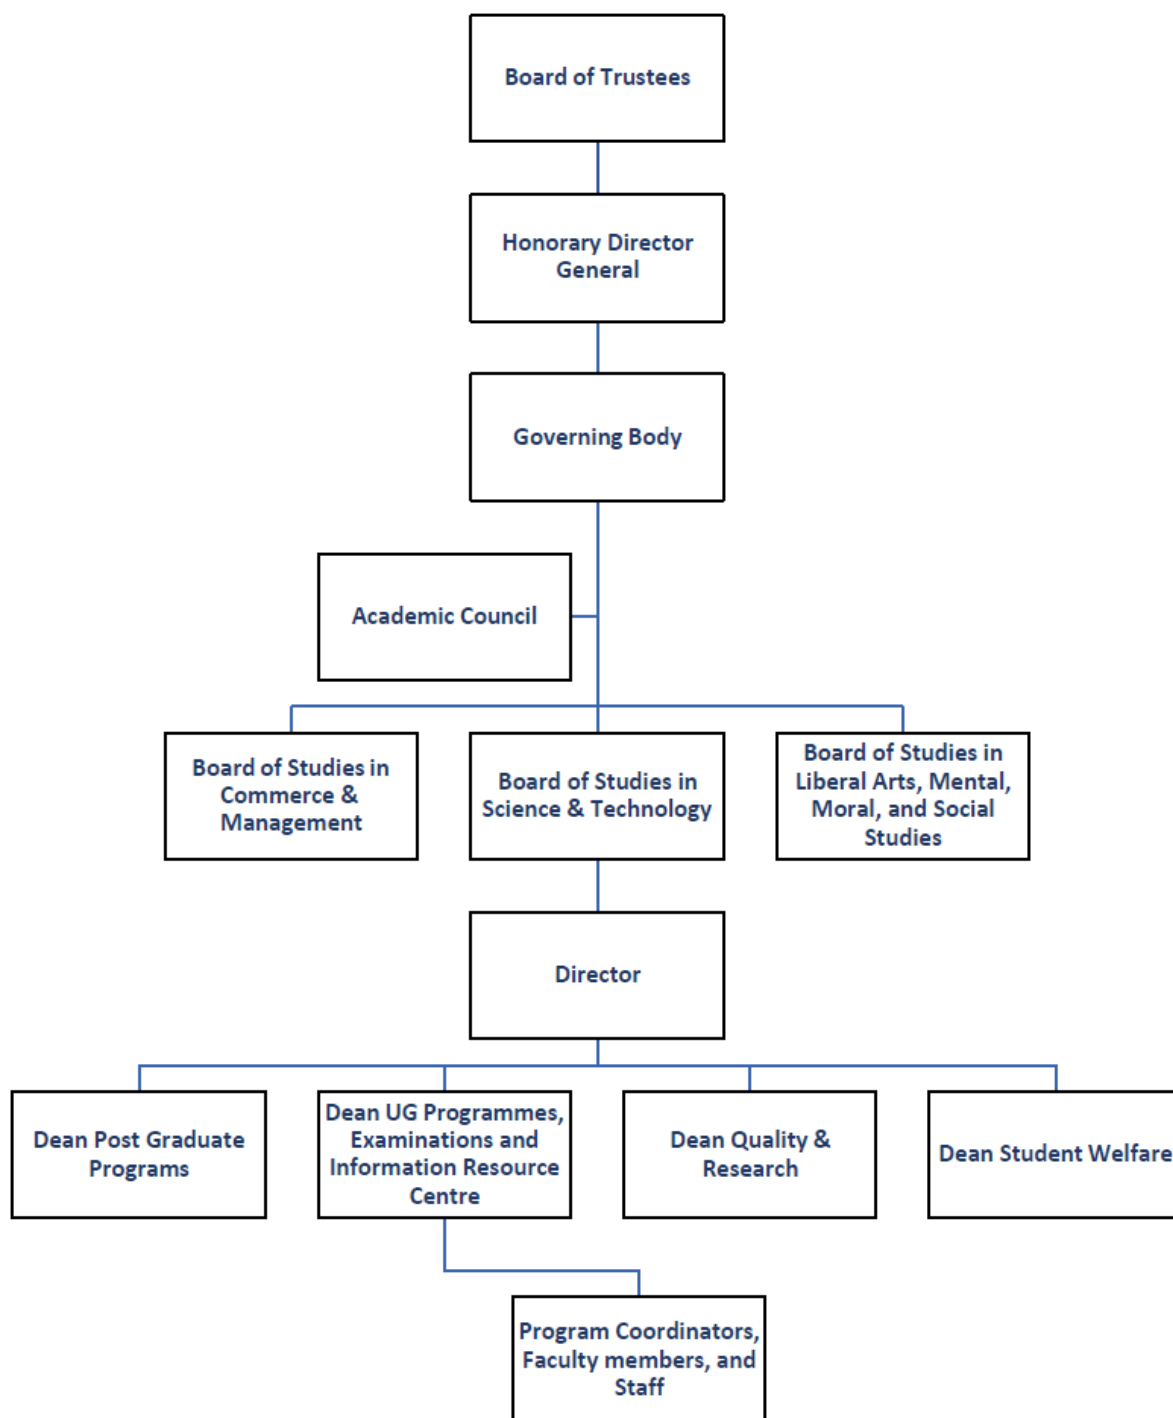 Board of Trustees
Honorary Director
General
Governing Body
Academic Council
Board of Studies in
Commerce &
Management
Board of Studies in
Science & Technology
Board of Studies in
Liberal Arts, Mental,
Moral, and Social
Studies
Director
Dean Post Graduate
Programs
Dean UG Programmes,
Examinations and
Information Resource
Centre
Dean Quality &
Research
Dean Student Welfare
Program Coordinators,
Faculty members, and
Staff